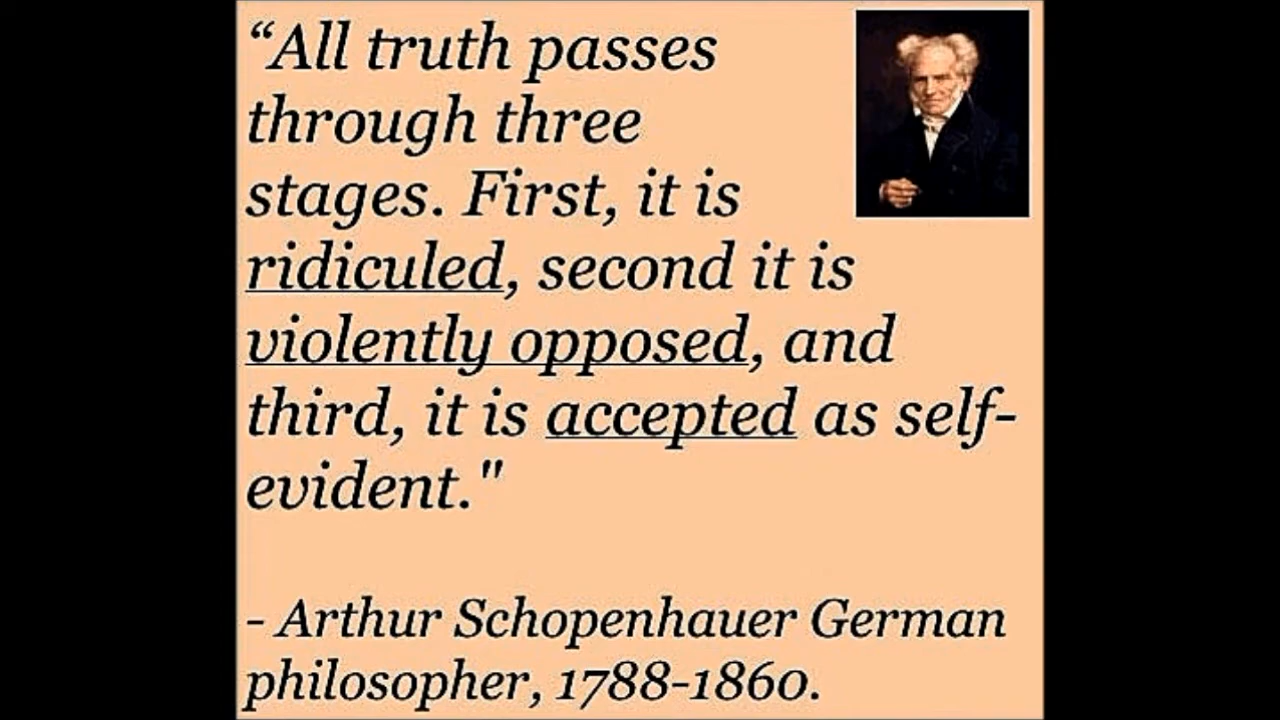 “All truth passes
through three
stages. First, it is
ridiculed, second it is
violently opposed, and
third, it is accepted as self-
evident."
- Arthur Schopenhauer German
philosopher, 1788-1860.